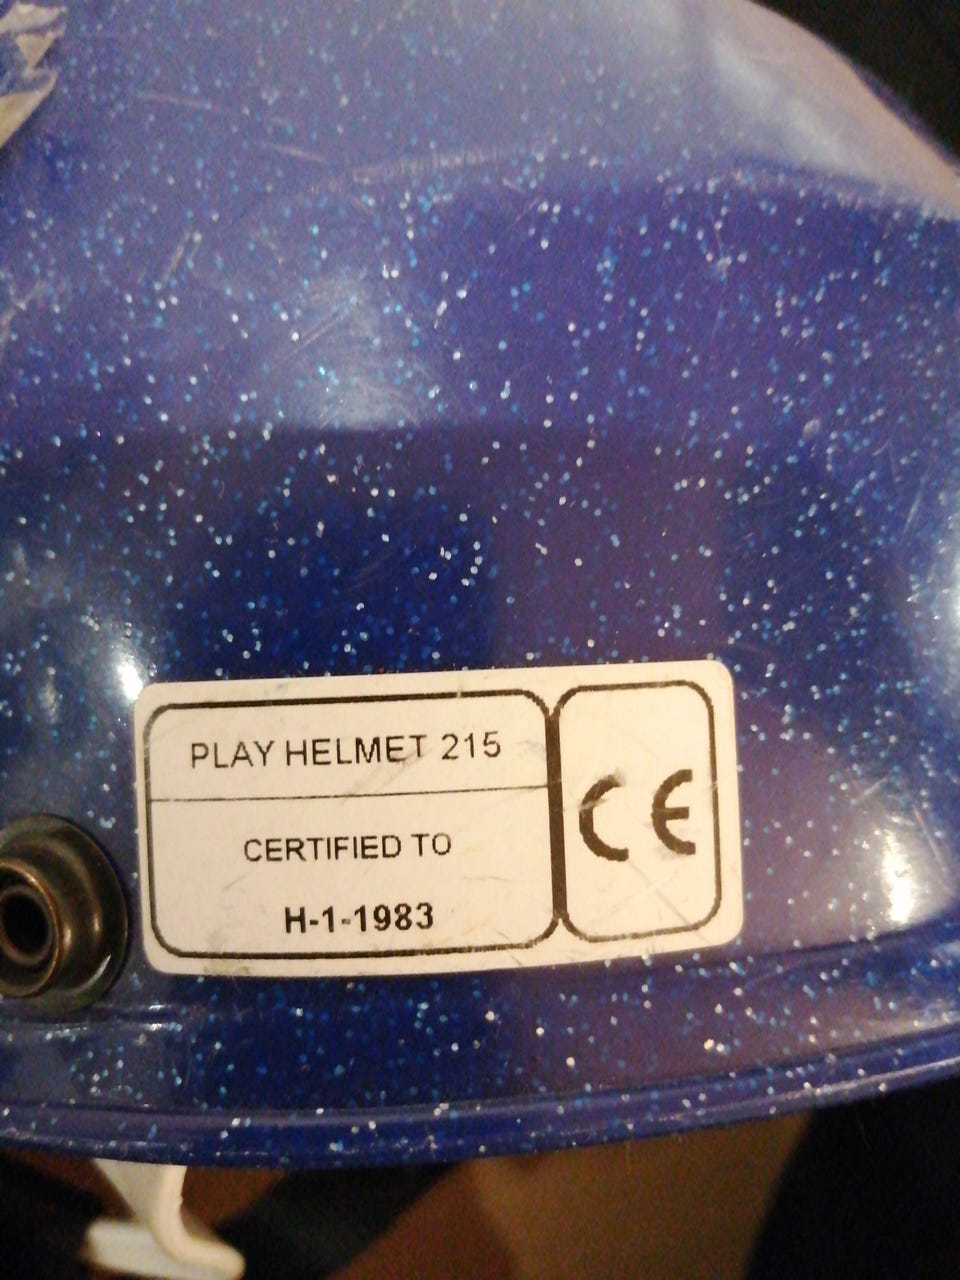 PLAY HELMET 215
CERTIFIED TO
H-1-1983
CE